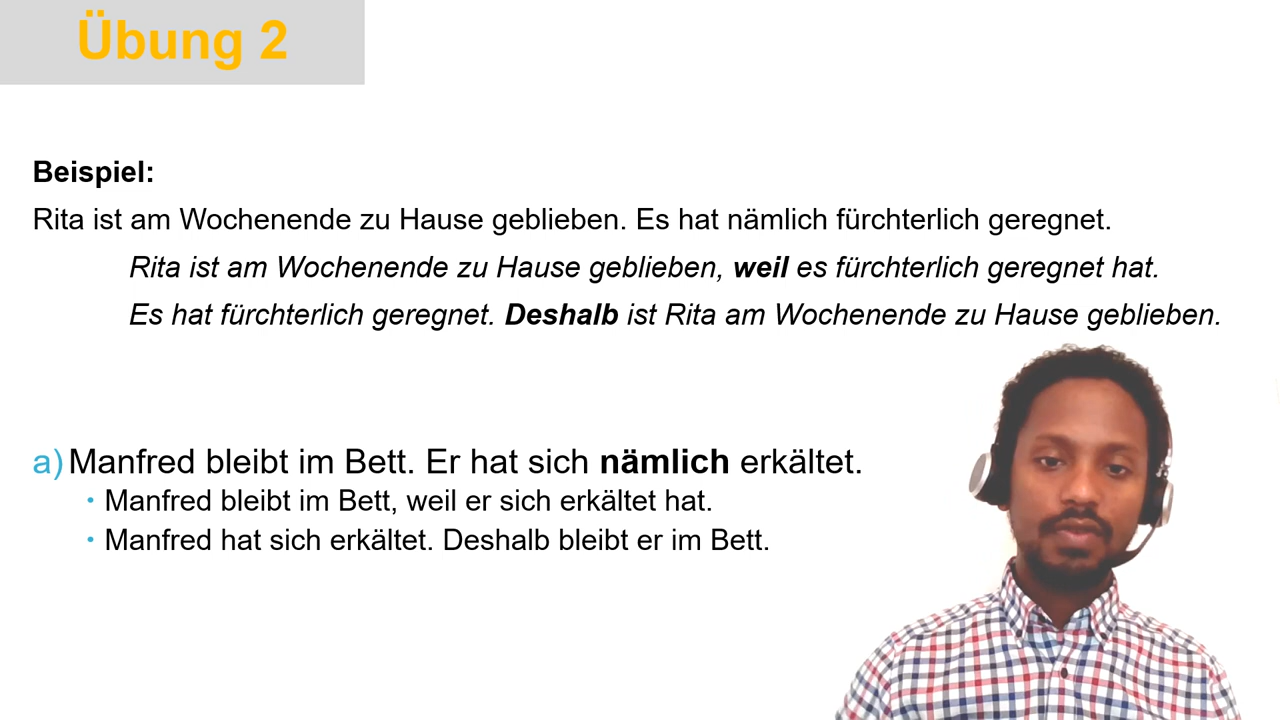 Übung 2
Beispiel:
Rita ist am Wochenende zu Hause geblieben. Es hat nämlich fürchterlich geregnet.
Rita ist am Wochenende zu Hause geblieben, weil es fürchterlich geregnet hat.
Es hat fürchterlich geregnet. Deshalb ist Rita am Wochenende zu Hause geblieben.
a) Manfred bleibt im Bett. Er hat sich nämlich erkältet.
• Manfred bleibt im Bett, weil er sich erkältet hat.
• Manfred hat sich erkältet. Deshalb bleibt er im Bett.